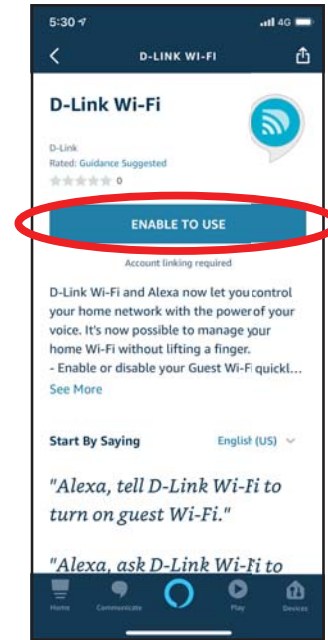 5:30
4G
D-LINK WI-FI
D-Link Wi-Fi
D-Link
Rated: Guidance Suggested
0
ENABLE TO USE
Account linking required
D-Link Wi-Fi and Alexa now let you control
your home network with the power of your
voice. It's now possible to manage your
home Wi-Fi without lifting a finger.
- Enable or disable your Guest Wi-Fi quickl...
See More
Start By Saying
English (US)
"Alexa, tell D-Link Wi-Fi to
turn on guest Wi-Fi."
"Alexa, ask D-Link Wi-Fi to
Home
Communicate
Play
Devices